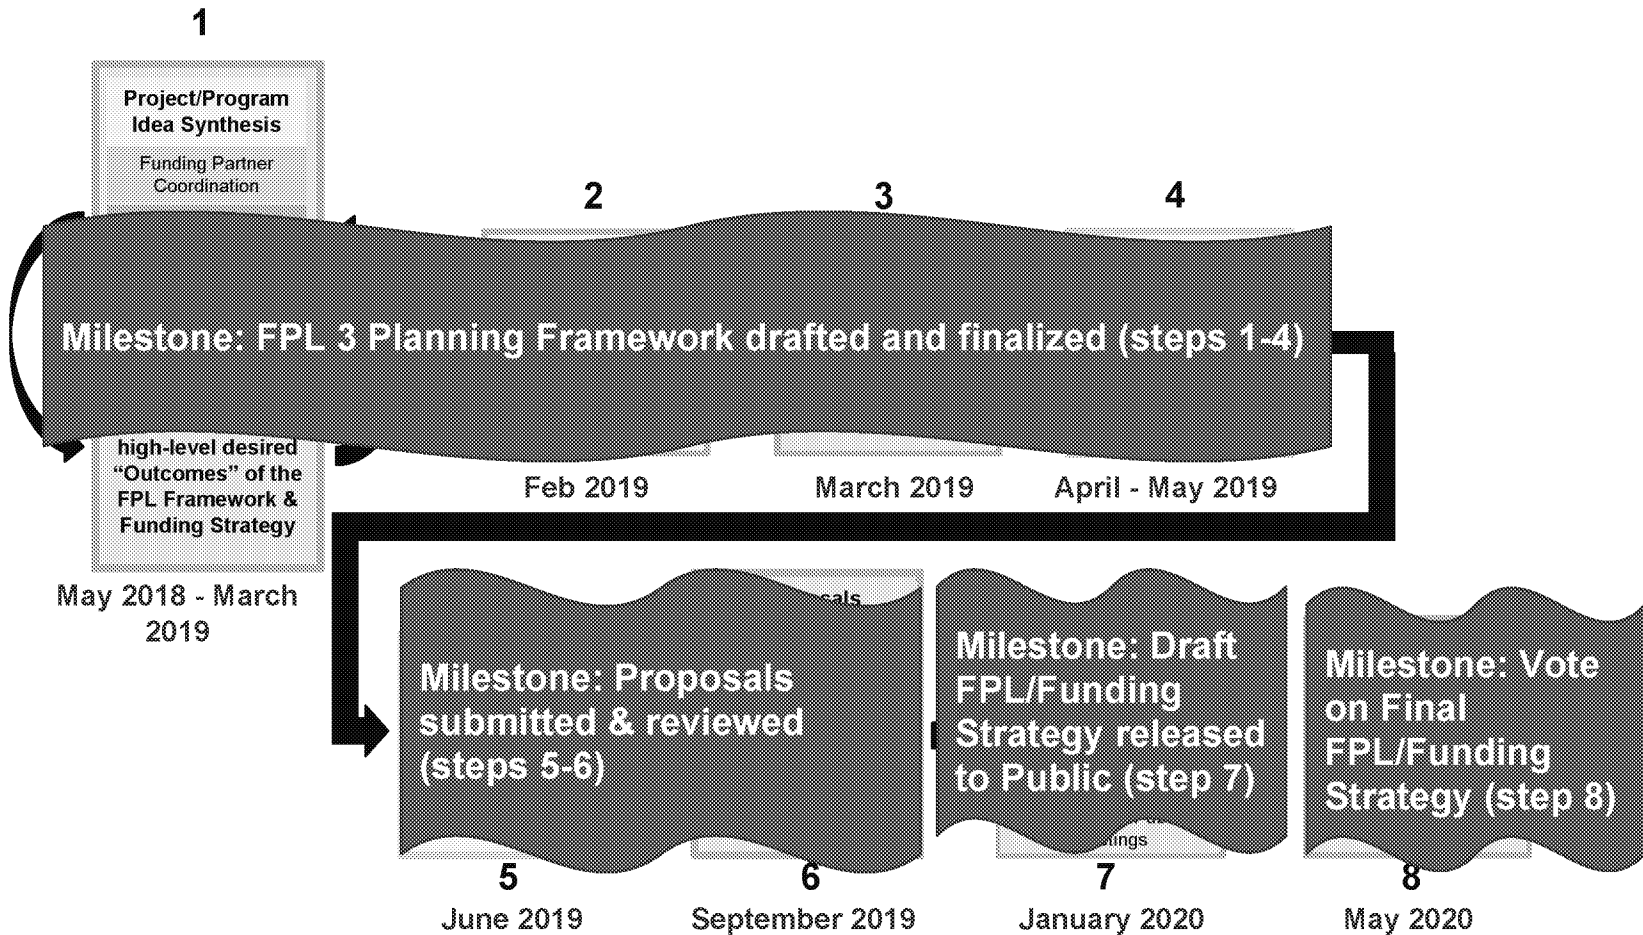 1
Project/Program
Idea Synthesis
Funding Partner
Coordination
2
3
4
Milestone: FPL 3 Planning Framework drafted and finalized (steps 1-4)
high-level desired
“Outcomes” of the
FPL Framework &
Funding Strategy
May 2018 - March
2019
Feb 2019
March 2019
April - May 2019
Milestone: Proposals
submitted & reviewed
(steps 5-6)
Milestone: Draft
FPL/Funding
Strategy released
to Public (step 7)
Milestone: Vote
on Final
FPL/Funding
Strategy (step 8)
5
6
7
8
June 2019
September 2019
January 2020
May 2020